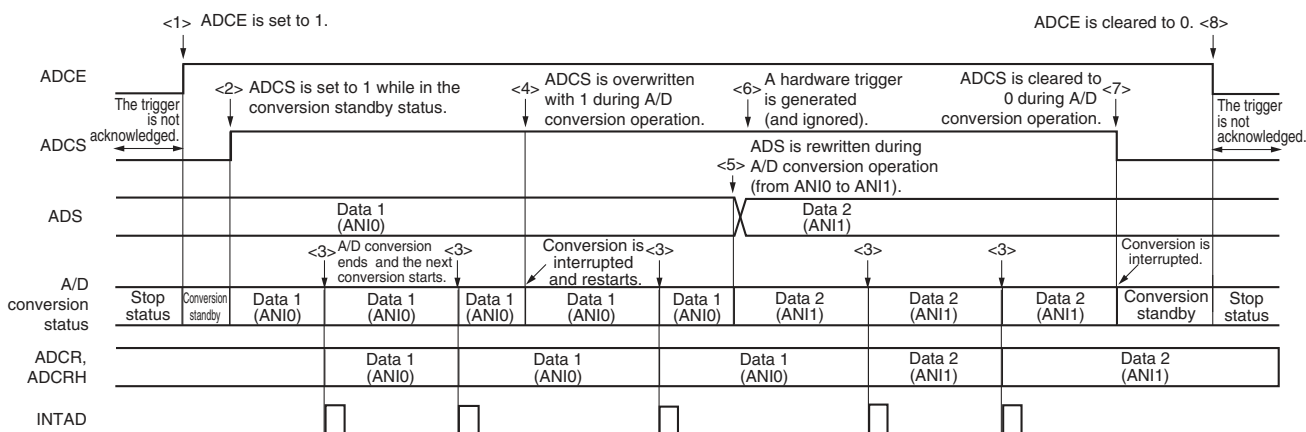 <1> ADCE is set to 1.
ADCE is cleared to 0. <8>
ADCE
The trigger
is not
acknowledged.
<2> ADCS is set to 1 while in the
conversion standby status.
<4> ADCS is overwritten
with 1 during A/D
conversion operation.
<6> A hardware trigger
is generated
(and ignored).
ADCS is cleared to
0 during A/D
conversion operation.
<7>
The trigger
is not
acknowledged.
ADCS
<5> ADS is rewritten during
A/D conversion operation
(from ANI0 to ANI1).
ADS
Data 1
(ANI0)
Data 2
(ANI1)
<3> A/D conversion
ends and the next
conversion starts.
<3>
Conversion is
interrupted
and restarts.
<3>
<3>
<3>
Conversion is
interrupted.
A/D
conversion
status
Stop
status
Conversion
standby
Data 1
(ANI0)
Data 1
(ANI0)
Data 1
(ANI0)
Data 1
(ANI0)
Data 1
(ANI0)
Data 2
(ANI1)
Data 2
(ANI1)
Data 2
(ANI1)
Conversion
standby
Stop
status
ADCR,
ADCRH
Data 1
(ANI0)
Data 1
(ANI0)
Data 1
(ANI0)
Data 2
(ANI1)
Data 2
(ANI1)
INTAD